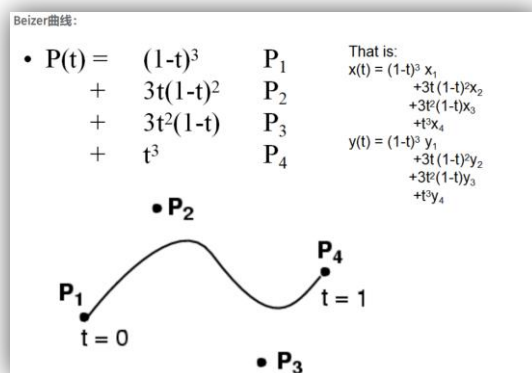 Beizer曲线：
• P(t) = (1-t)³ P₁
+ 3t(1-t)² P₂
+ 3t²(1-t) P₃
+ t³ P₄
That is:
x(t) = (1-t)³ x₁
+3t (1-t)²x₂
+3t²(1-t)x₃
+t³x₄
y(t) = (1-t)³ y₁
+3t (1-t)²y₂
+3t²(1-t)y₃
+t³y₄
P₂
P₄
t = 1
P₁
t = 0
P₃